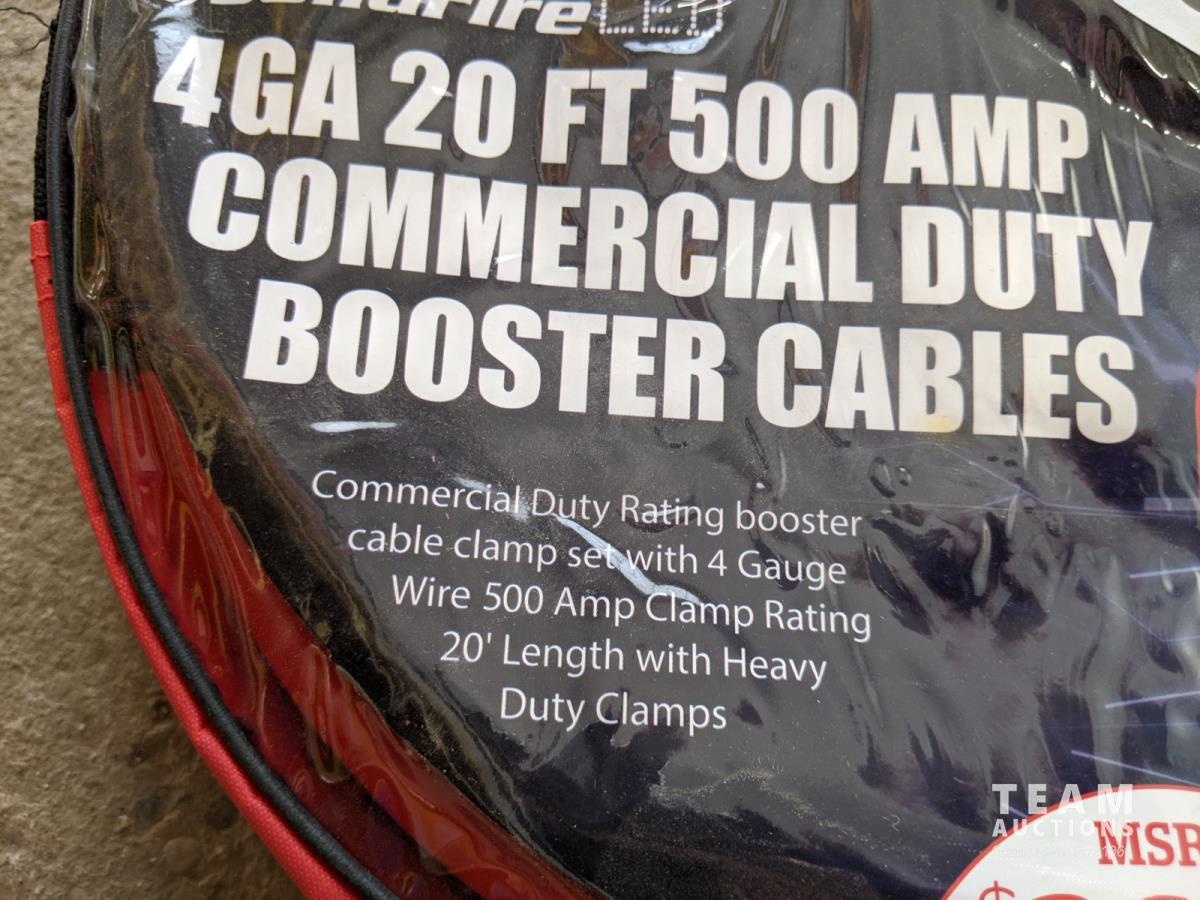 LED
4GA 20 FT 500 AMP
COMMERCIAL DUTY
BOOSTER CABLES
Commercial Duty Rating booster
cable clamp set with 4 Gauge
Wire 500 Amp Clamp Rating
20' Length with Heavy
Duty Clamps
TEAM
AUCTIONS
MSR
$